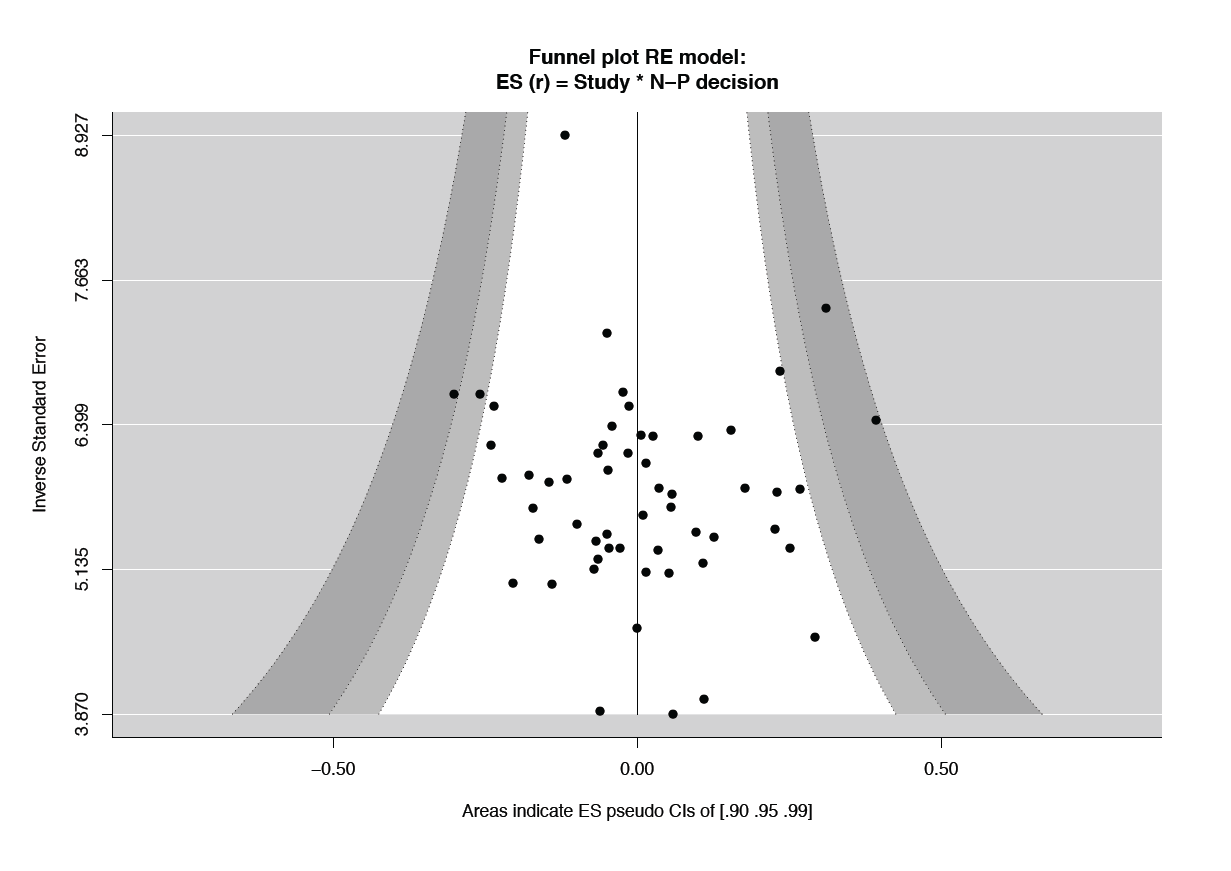 Funnel plot RE model:
ES (r) = Study * N−P decision
8.927
7.663
6.399
5.135
3.870
Inverse Standard Error
−0.50
0.00
0.50
Areas indicate ES pseudo CIs of [.90 .95 .99]